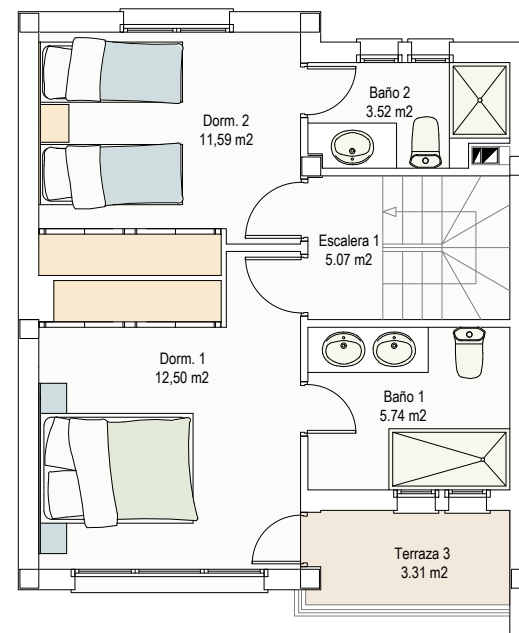 Baño 2
3.52 m2
Dorm. 2
11,59 m2
Escalera 1
5.07 m2
Dorm. 1
12,50 m2
Baño 1
5.74 m2
Terraza 3
3.31 m2